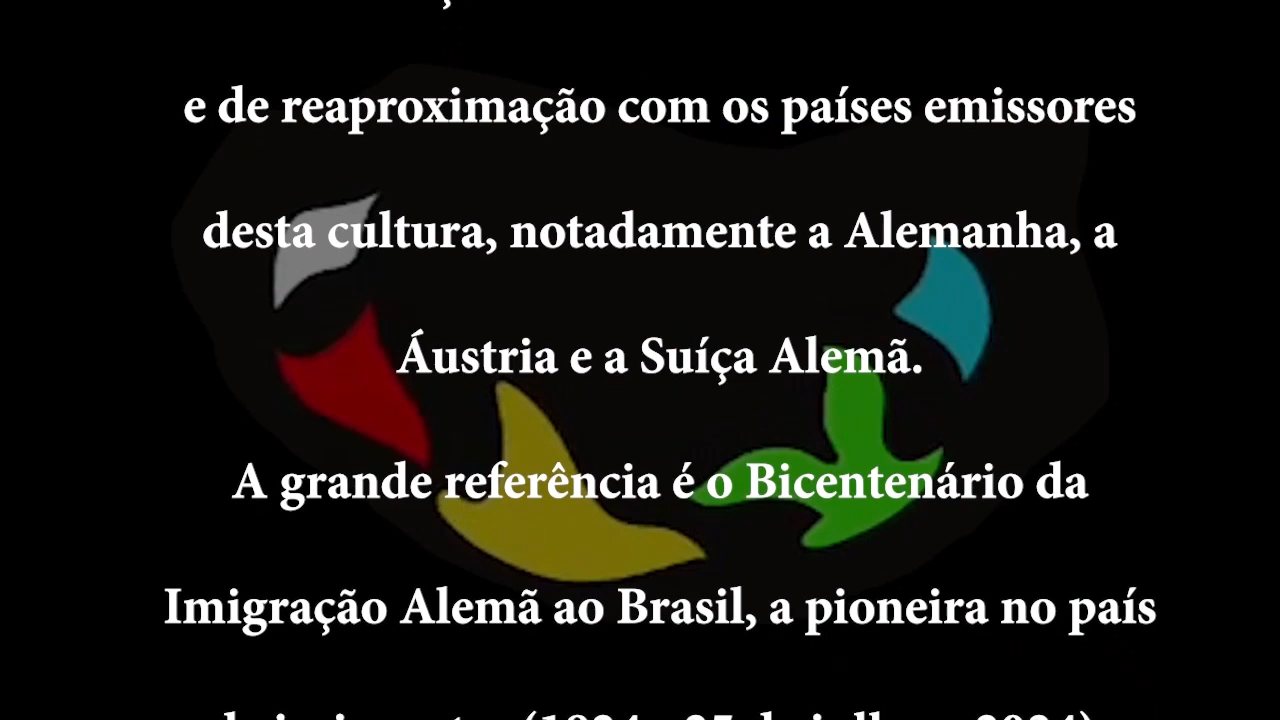 e de reaproximação com os países emissores
desta cultura, notadamente a Alemanha, a
Áustria e a Suíça Alemã.
A grande referência é o Bicentenário da
Imigração Alemã ao Brasil, a pioneira no país